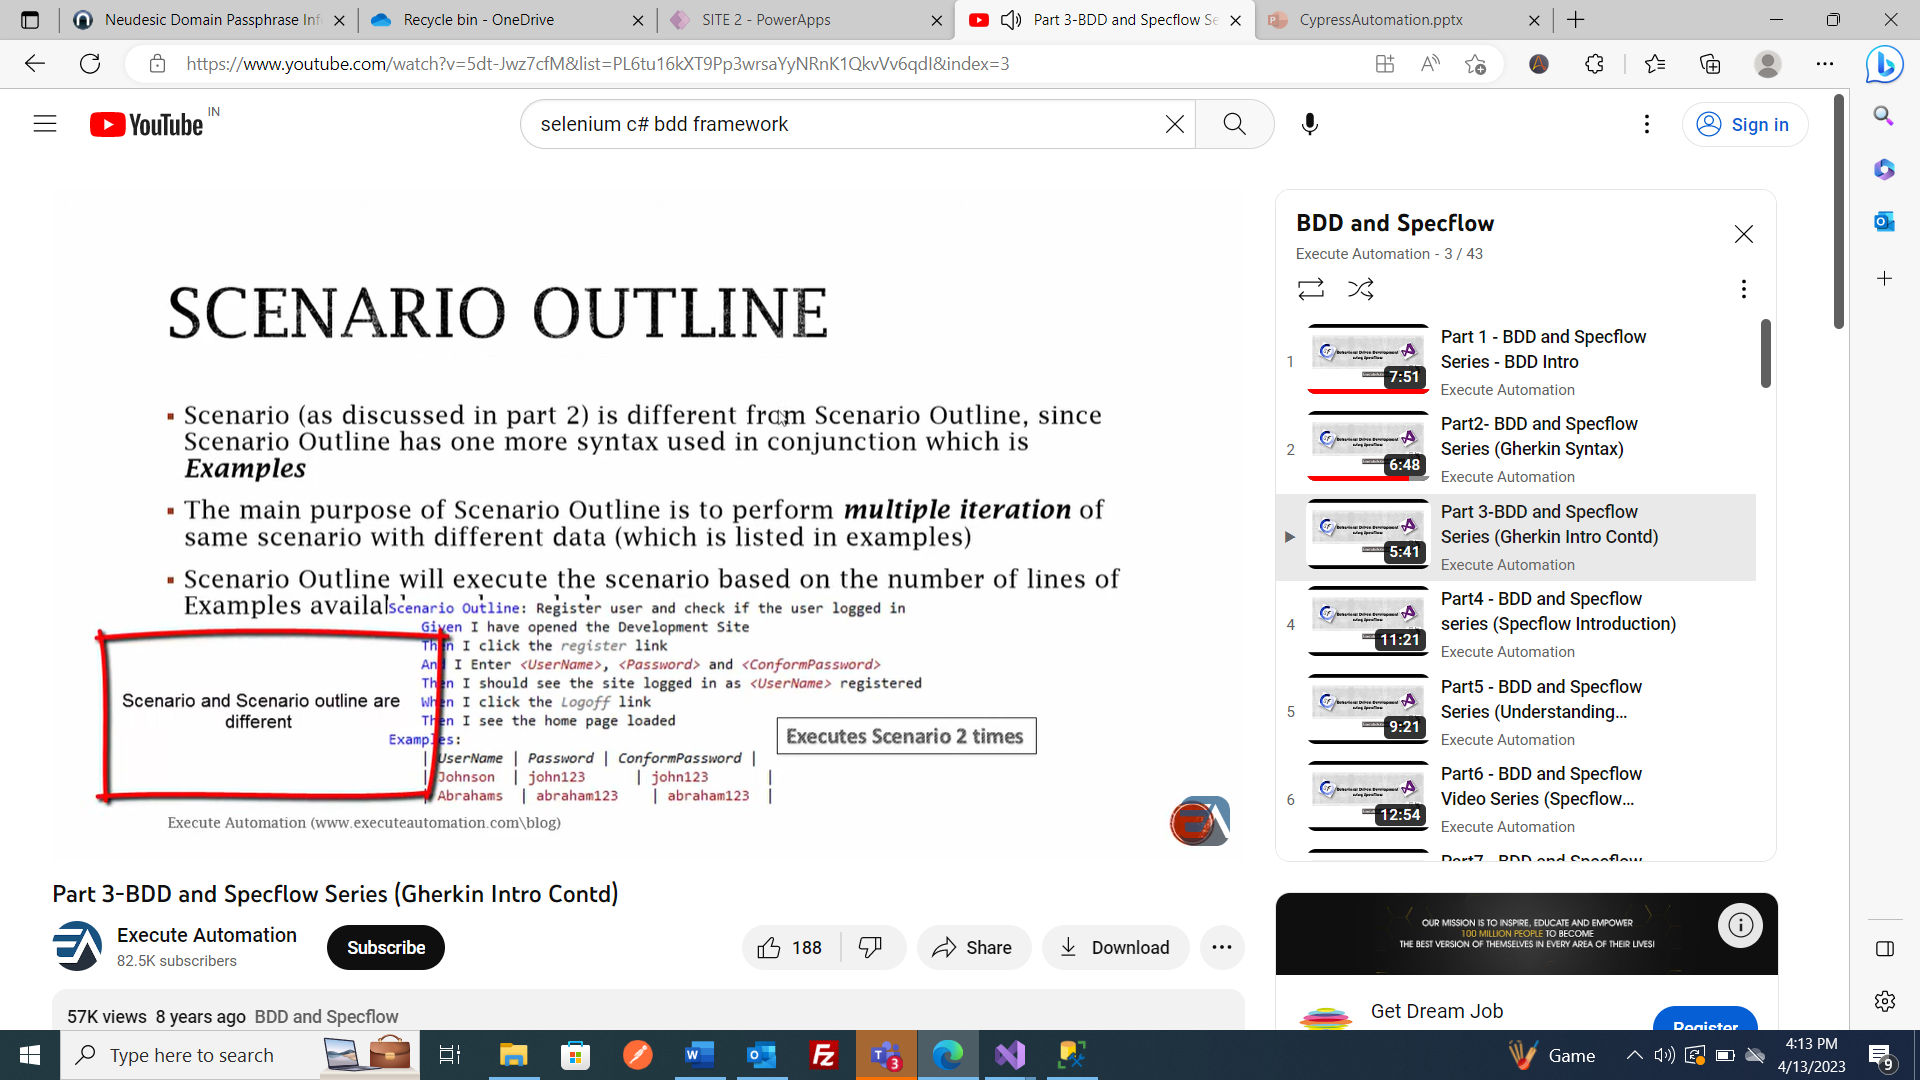 Neudesic Domain Passphrase Inf
Recycle bin - OneDrive
SITE 2 - PowerApps
Part 3-BDD and Specflow Se
CypressAutomation.pptx
https://www.youtube.com/watch?v=5dt-Jwz7cfM&list=PL6tu16kXT9Pp3wrsaYyNRnK1QkvVv6qdI&index=3
YouTube IN
selenium c# bdd framework
Sign in
SCENARIO OUTLINE
Scenario (as discussed in part 2) is different from Scenario Outline, since
Scenario Outline has one more syntax used in conjunction which is
Examples
The main purpose of Scenario Outline is to perform multiple iteration of
same scenario with different data (which is listed in examples)
Scenario Outline will execute the scenario based on the number of lines of
Examples availal
Scenario Outline: Register user and check if the user logged in
Given I have opened the Development Site
Then I click the register link
And I Enter <UserName>, <Password> and <ConformPassword>
Then I should see the site logged in as <UserName> registered
When I click the Logoff link
Then I see the home page loaded
Examples:
| UserName | Password | ConformPassword |
| Johnson | john123 | john123 |
| Abrahams | abraham123 | abraham123 |
Scenario and Scenario outline are
different
Executes Scenario 2 times
Execute Automation (www.executeautomation.com\blog)
Part 3-BDD and Specflow Series (Gherkin Intro Contd)
Execute Automation
82.5K subscribers
Subscribe
188
Share
Download
57K views 8 years ago BDD and Specflow
BDD and Specflow
Execute Automation - 3 / 43
1
7:51
Part 1 - BDD and Specflow
Series - BDD Intro
Execute Automation
2
6:48
Part2- BDD and Specflow
Series (Gherkin Syntax)
Execute Automation
5:41
Part 3-BDD and Specflow
Series (Gherkin Intro Contd)
Execute Automation
4
11:21
Part4 - BDD and Specflow
series (Specflow Introduction)
Execute Automation
5
9:21
Part5 - BDD and Specflow
Series (Understanding...
Execute Automation
6
12:54
Part6 - BDD and Specflow
Video Series (Specflow...
Execute Automation
Part7 - BDD and Specflow
OUR MISSION IS TO INSPIRE, EDUCATE AND EMPOWER
100 MILLION PEOPLE TO BECOME
THE BEST VERSION OF THEMSELVES IN EVERY AREA OF THEIR LIVES!
Get Dream Job
Register
Type here to search
3
Game
4:13 PM
4/13/2023
9